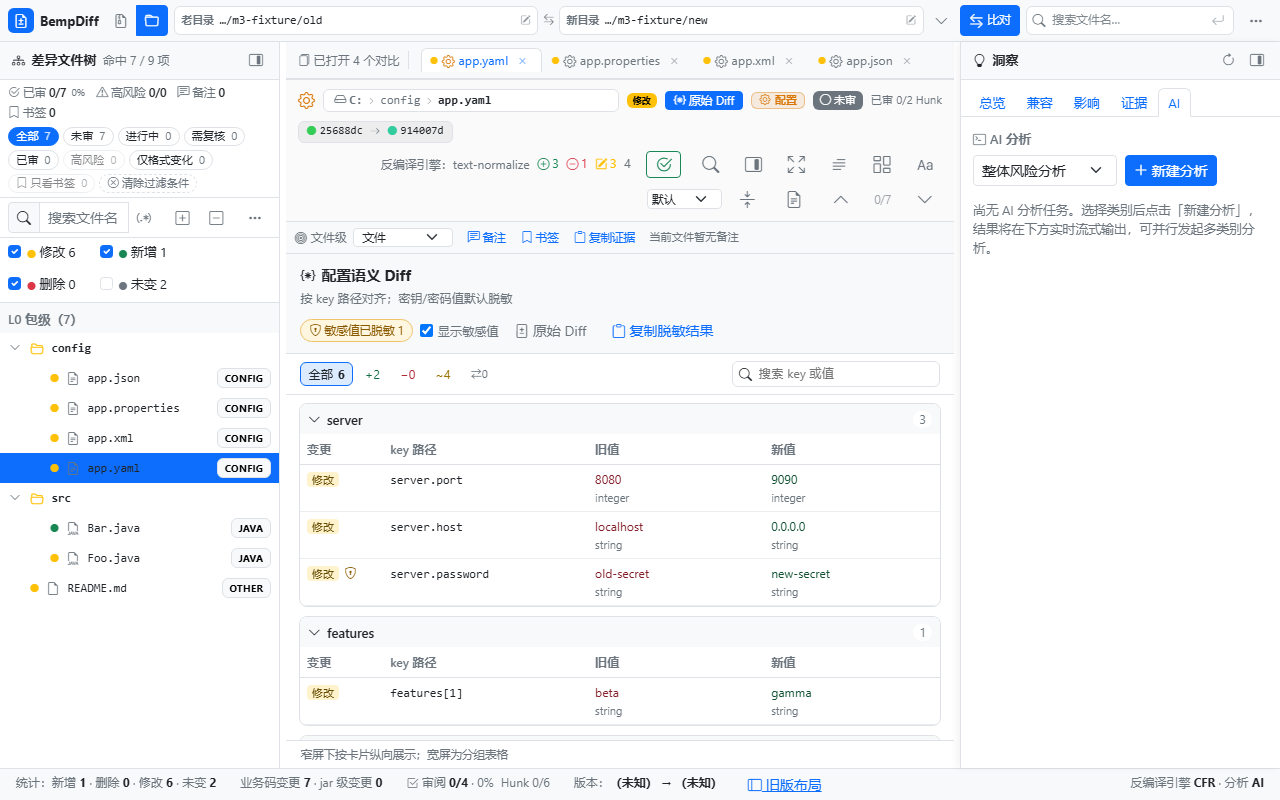 BempDiff
老目录 …/m3-fixture/old
新目录 …/m3-fixture/new
比对
搜索文件名...
差异文件树 命中 7 / 9 项
已审 0/7 0% 高风险 0/0 备注 0
书签 0
全部 7 未审 7 进行中 0 需复核 0
已审 0 高风险 0 仅格式变化 0
只看书签 0 清除过滤条件
搜索文件名 (.*)
修改 6 新增 1
删除 0 未变 2
L0 包级（7）
config
app.json CONFIG
app.properties CONFIG
app.xml CONFIG
app.yaml CONFIG
src
Bar.java JAVA
Foo.java JAVA
README.md OTHER
已打开 4 个对比
app.yaml ×
app.properties ×
app.xml ×
app.json ×
C: › config › app.yaml
修改 原始 Diff 配置 未审 已审 0/2 Hunk
25688dc → 914007d
反编译引擎：text-normalize 3 1 3 4
Aa
默认 0/7
文件级 文件 备注 书签 复制证据 当前文件暂无备注
配置语义 Diff
按 key 路径对齐；密钥/密码值默认脱敏
敏感值已脱敏 1 显示敏感值 原始 Diff 复制脱敏结果
全部 6 +2 −0 ~4 ⇄0
搜索 key 或值
server 3
变更 key 路径 旧值 新值
修改 server.port 8080 9090
integer integer
修改 server.host localhost 0.0.0.0
string string
修改 server.password old-secret new-secret
string string
features 1
变更 key 路径 旧值 新值
修改 features[1] beta gamma
string string
窄屏下按卡片纵向展示；宽屏为分组表格
洞察
总览 兼容 影响 证据 AI
AI 分析
整体风险分析 新建分析
尚无 AI 分析任务。选择类别后点击「新建分析」，
结果将在下方实时流式输出，可并行发起多类别分
析。
统计：新增 1 · 删除 0 · 修改 6 · 未变 2 业务码变更 7 · jar 级变更 0 审阅 0/4 · 0% Hunk 0/6 版本：(未知) → (未知) 旧版布局 反编译引擎 CFR · 分析 AI